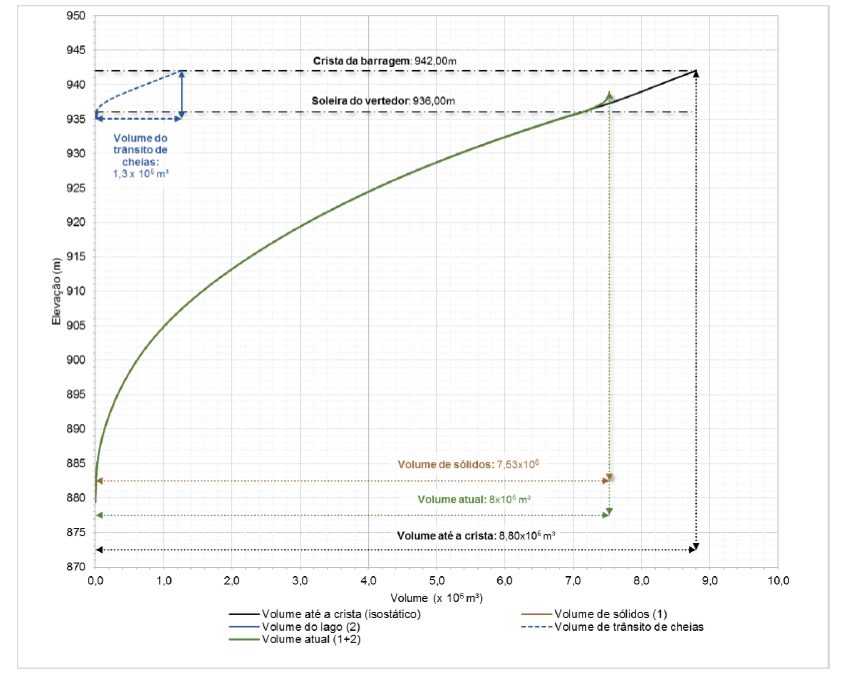 950
945
940
935
930
925
920
915
910
905
900
895
890
885
880
875
870
Elevação (m)
Crista da barragem: 942,00m
Soleira do vertedor: 936,00m
Volume do
trânsito de
cheias:
1,3 x 10⁶ m³
Volume de sólidos: 7,53x10⁶
Volume atual: 8x10⁶ m³
Volume até a crista: 8,80x10⁶ m³
0,0 1,0 2,0 3,0 4,0 5,0 6,0 7,0 8,0 9,0 10,0
Volume (x 10⁶ m³)
Volume até a crista (isostático)
Volume de sólidos (1)
Volume do lago (2)
Volume de trânsito de cheias
Volume atual (1+2)